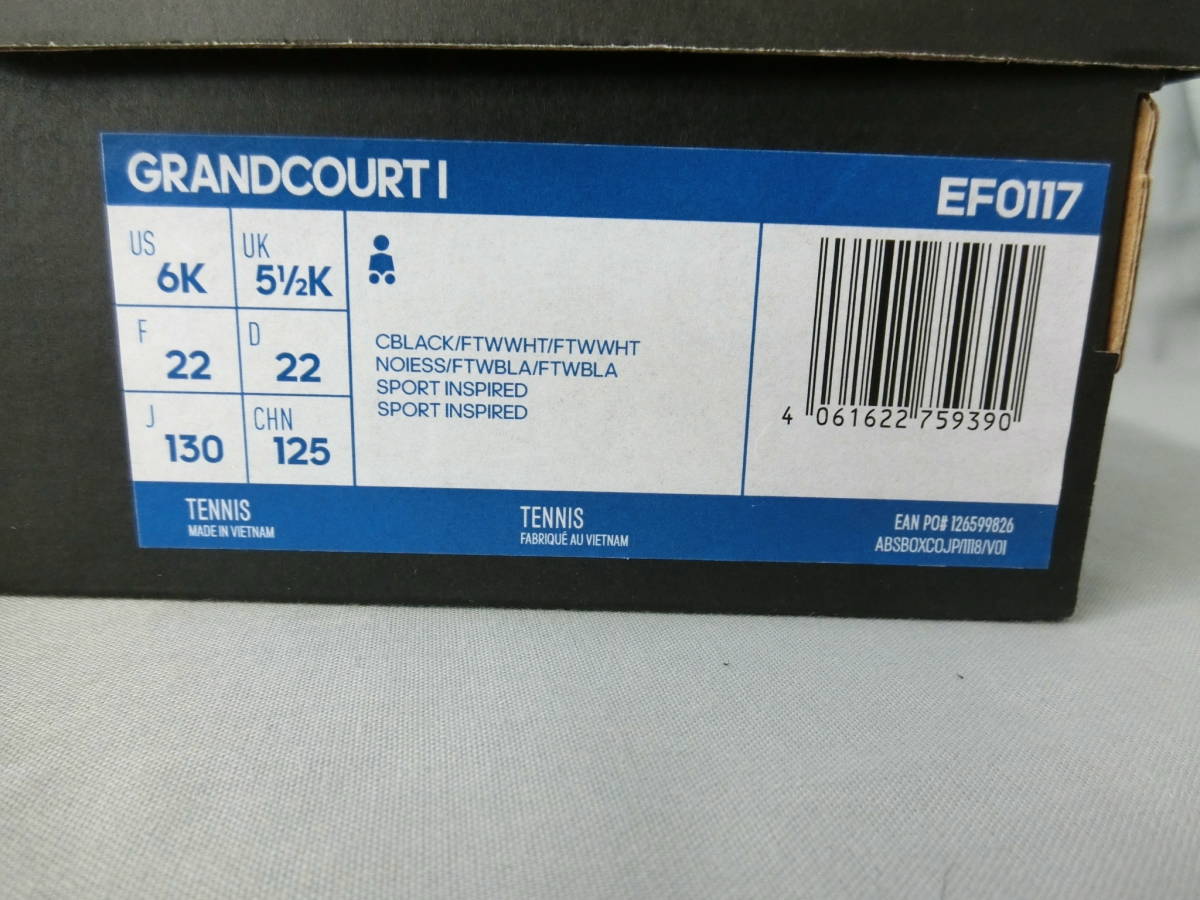 GRANDCOURT I
EF0117
US
6K
UK
5½K
F
22
D
22
J
130
CHN
125
CBLACK/FTWWHT/FTWWHT
NOIESS/FTWBLA/FTWBLA
SPORT INSPIRED
SPORT INSPIRED
4 061622 759390
TENNIS
MADE IN VIETNAM
TENNIS
FABRIQUÉ AU VIETNAM
EAN PO# 126599826
ABSBOXCOJP/1118/V01